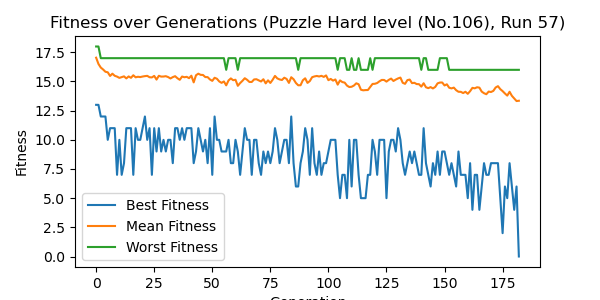 Fitness over Generations (Puzzle Hard level (No.106), Run 57)
Fitness
17.5
15.0
12.5
10.0
7.5
5.0
2.5
0.0
Best Fitness
Mean Fitness
Worst Fitness
0 25 50 75 100 125 150 175
Generation